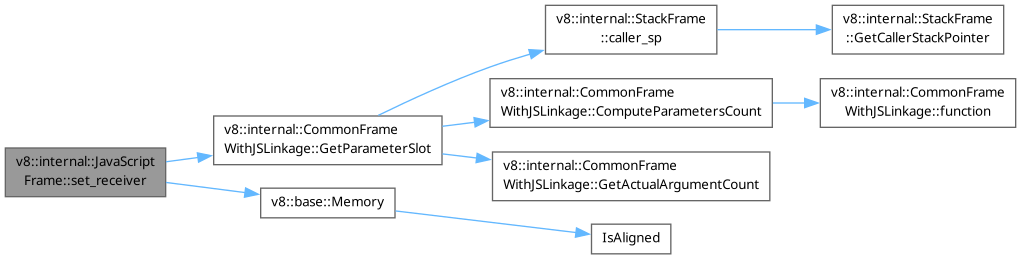 v8::internal::JavaScript
Frame::set_receiver
v8::internal::CommonFrame
WithJSLinkage::GetParameterSlot
v8::base::Memory
v8::internal::StackFrame
::caller_sp
v8::internal::CommonFrame
WithJSLinkage::ComputeParametersCount
v8::internal::CommonFrame
WithJSLinkage::GetActualArgumentCount
IsAligned
v8::internal::StackFrame
::GetCallerStackPointer
v8::internal::CommonFrame
WithJSLinkage::function